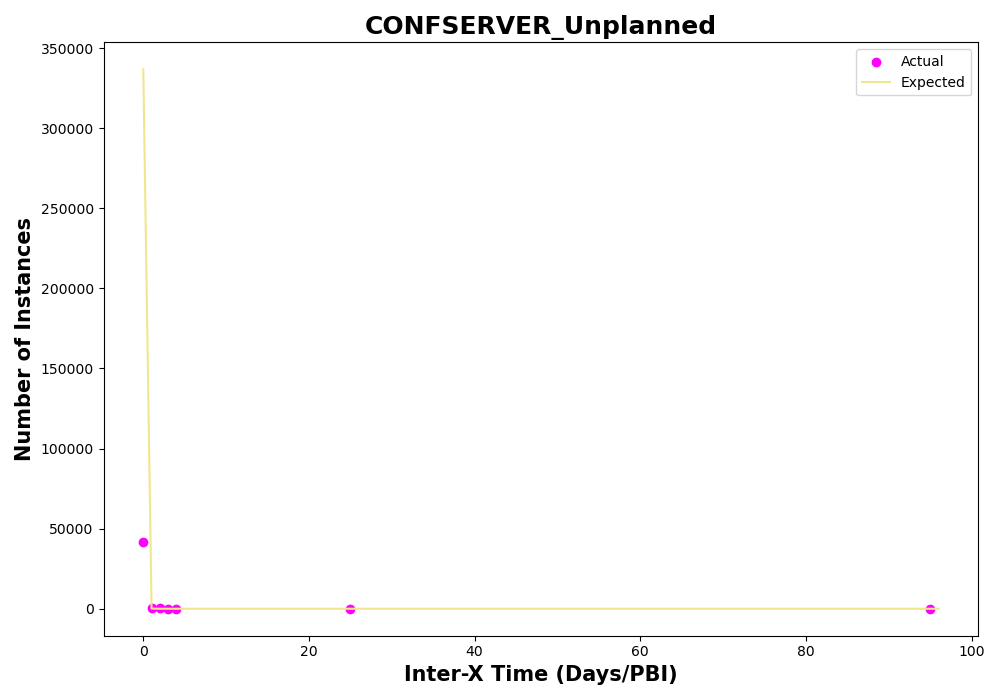 CONFSERVER_Unplanned
Actual
Expected
350000
300000
250000
200000
150000
100000
50000
0
Number of Instances
0 20 40 60 80 100
Inter-X Time (Days/PBI)